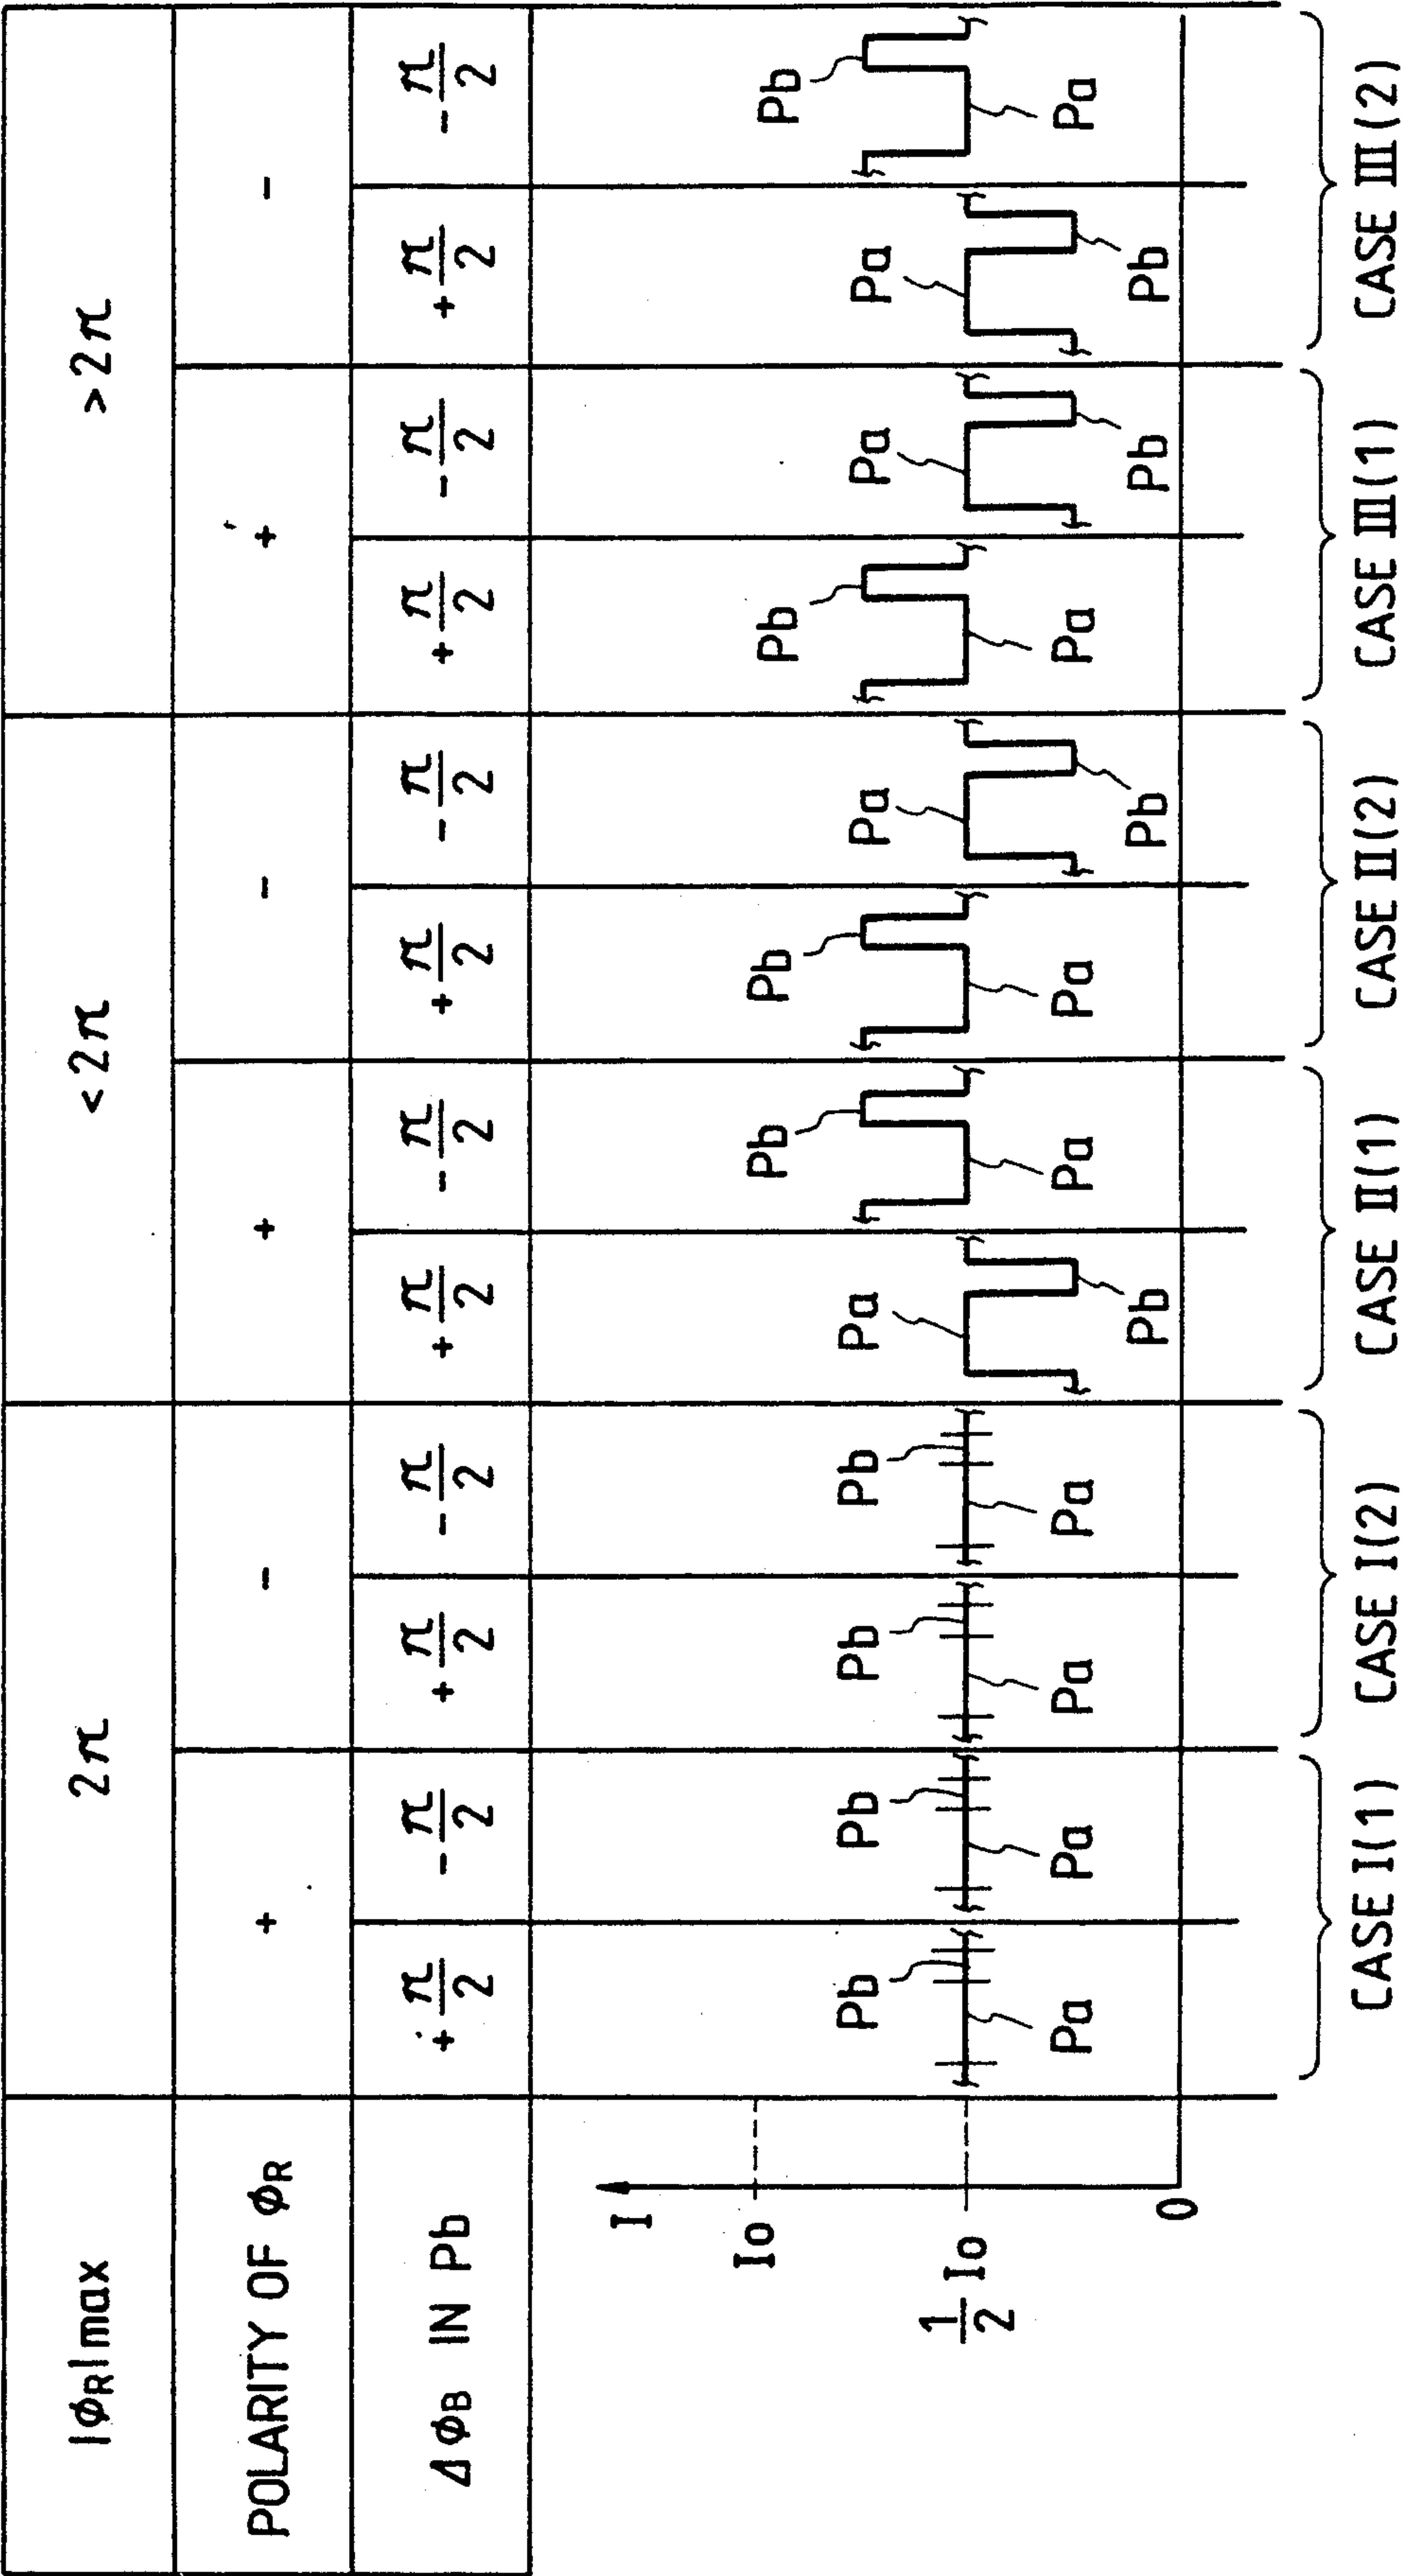 |ϕR|max 2π <2π >2π
POLARITY OF ϕR + - + - + -
ΔϕB IN Pb +π/2 -π/2 +π/2 -π/2 +π/2 -π/2 +π/2 -π/2 +π/2 -π/2 +π/2 -π/2
I
Io
1/2 Io
0
Pb Pa
Pb Pa
Pb Pa
Pb Pa
Pa Pb
Pb Pa
Pb Pa
Pa Pb
Pb Pa
Pa Pb
Pa Pb
Pb Pa
CASE I(1) CASE I(2) CASE II(1) CASE II(2) CASE III(1) CASE III(2)